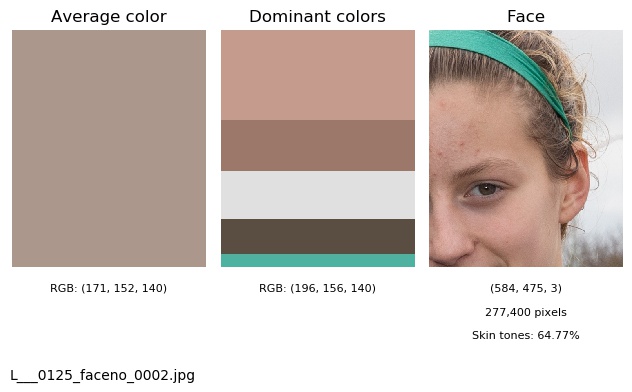 Average color
Dominant colors
Face
RGB: (171, 152, 140)
RGB: (196, 156, 140)
(584, 475, 3)
277,400 pixels
Skin tones: 64.77%
L___0125_faceno_0002.jpg